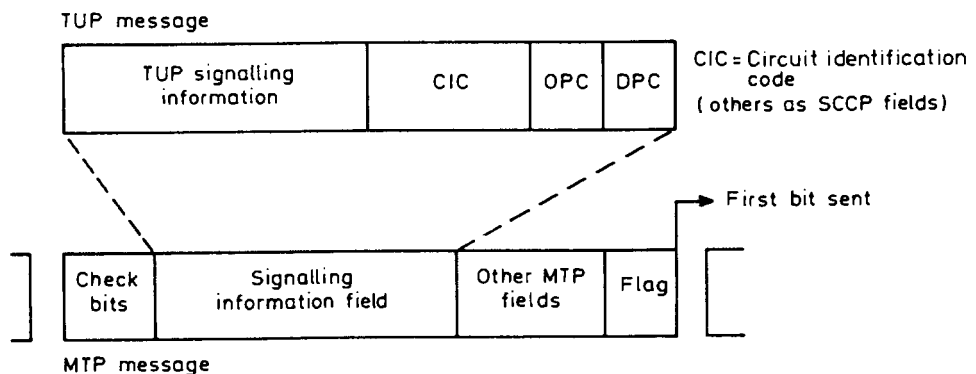 TUP message
TUP signalling
information
CIC
OPC
DPC
CIC = Circuit identification
code
(others as SCCP fields)
First bit sent
Check
bits
Signalling
information field
Other MTP
fields
Flag
MTP message